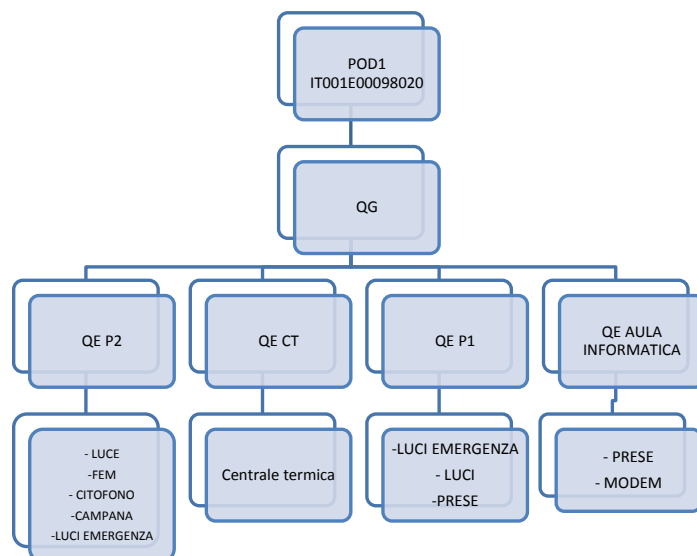 POD1
IT001E00098020
QG
QE P2
QE CT
QE P1
QE AULA
INFORMATICA
- LUCE
-FEM
- CITOFONO
-CAMPANA
-LUCI EMERGENZA
Centrale termica
-LUCI EMERGENZA
- LUCI
-PRESE
- PRESE
- MODEM